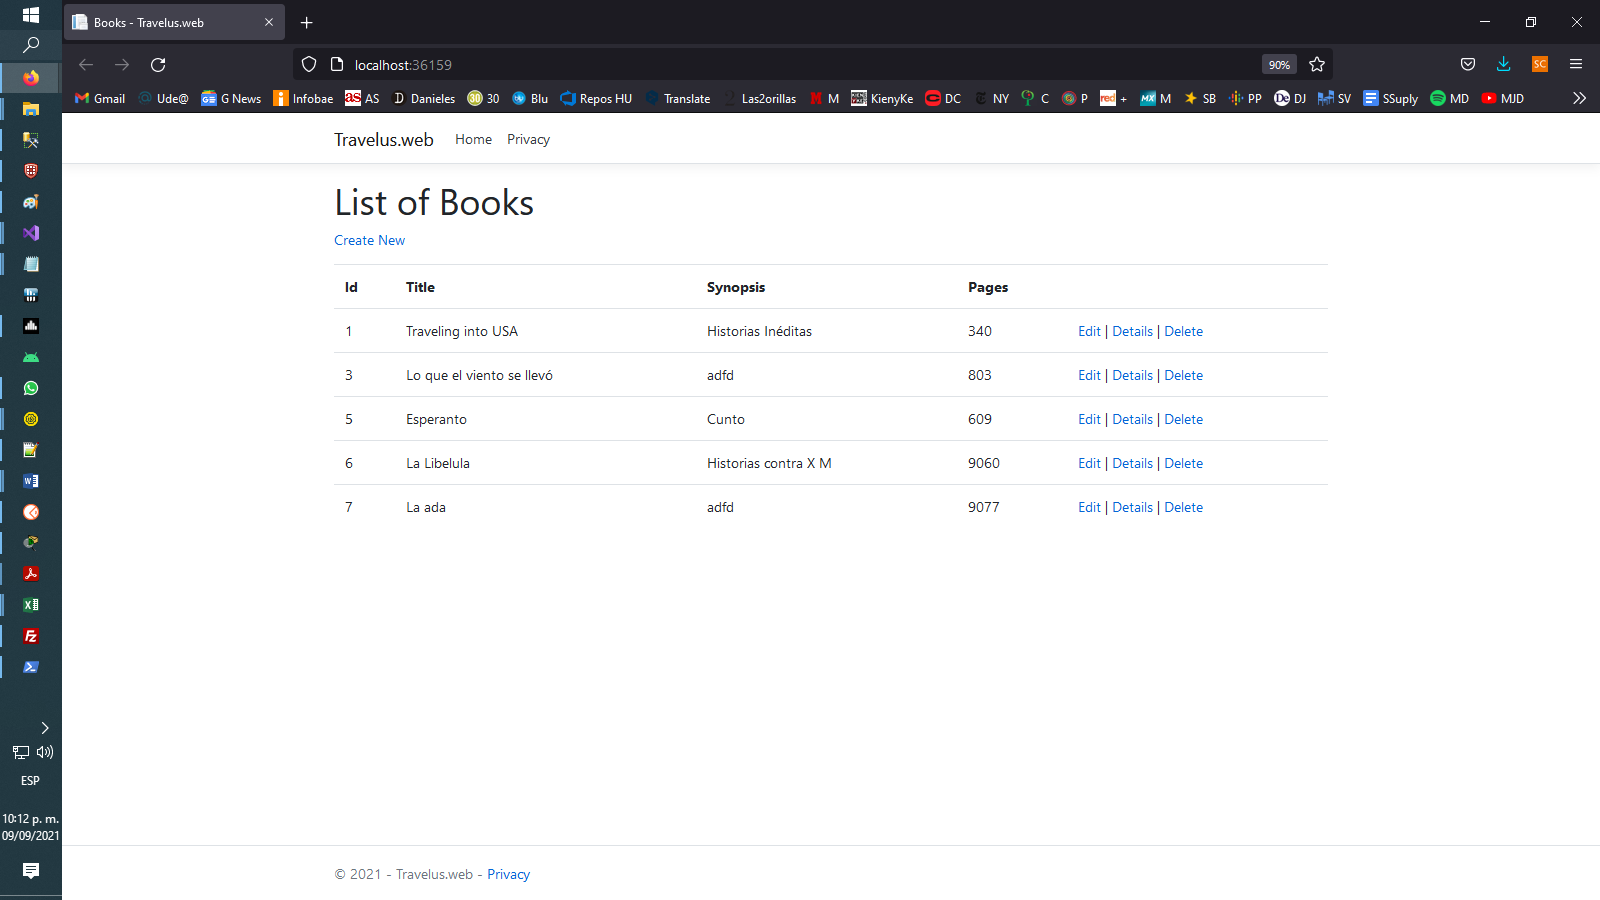 Books - Travelus.web
localhost:36159
90%
SC
Gmail Ude@ G News Infobae AS Danieles 30 Blu Repos HU Translate Las2orillas M KienyKe DC NY C P + M SB PP DJ SV SSuply MD MJD
Travelus.web Home Privacy
List of Books
Create New
Id Title Synopsis Pages
1 Traveling into USA Historias Inéditas 340 Edit | Details | Delete
3 Lo que el viento se llevó adfd 803 Edit | Details | Delete
5 Esperanto Cunto 609 Edit | Details | Delete
6 La Libelula Historias contra X M 9060 Edit | Details | Delete
7 La ada adfd 9077 Edit | Details | Delete
ESP
10:12 p. m.
09/09/2021
© 2021 - Travelus.web - Privacy